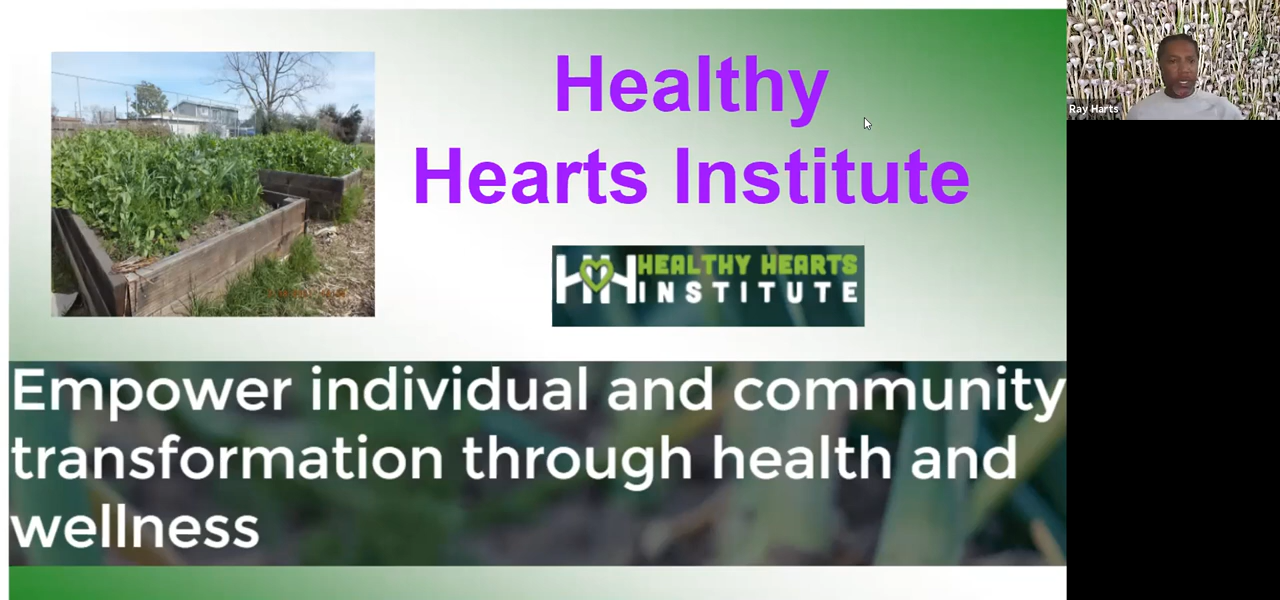 Healthy
Hearts Institute
HEALTHY HEARTS
INSTITUTE
Empower individual and community
transformation through health and
wellness
Ray Harts